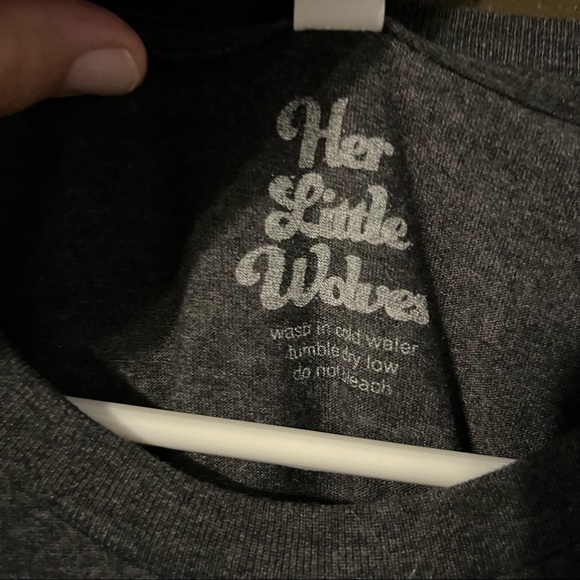 Her
Little
Wolves
wash in cold water
tumble dry low
do not bleach